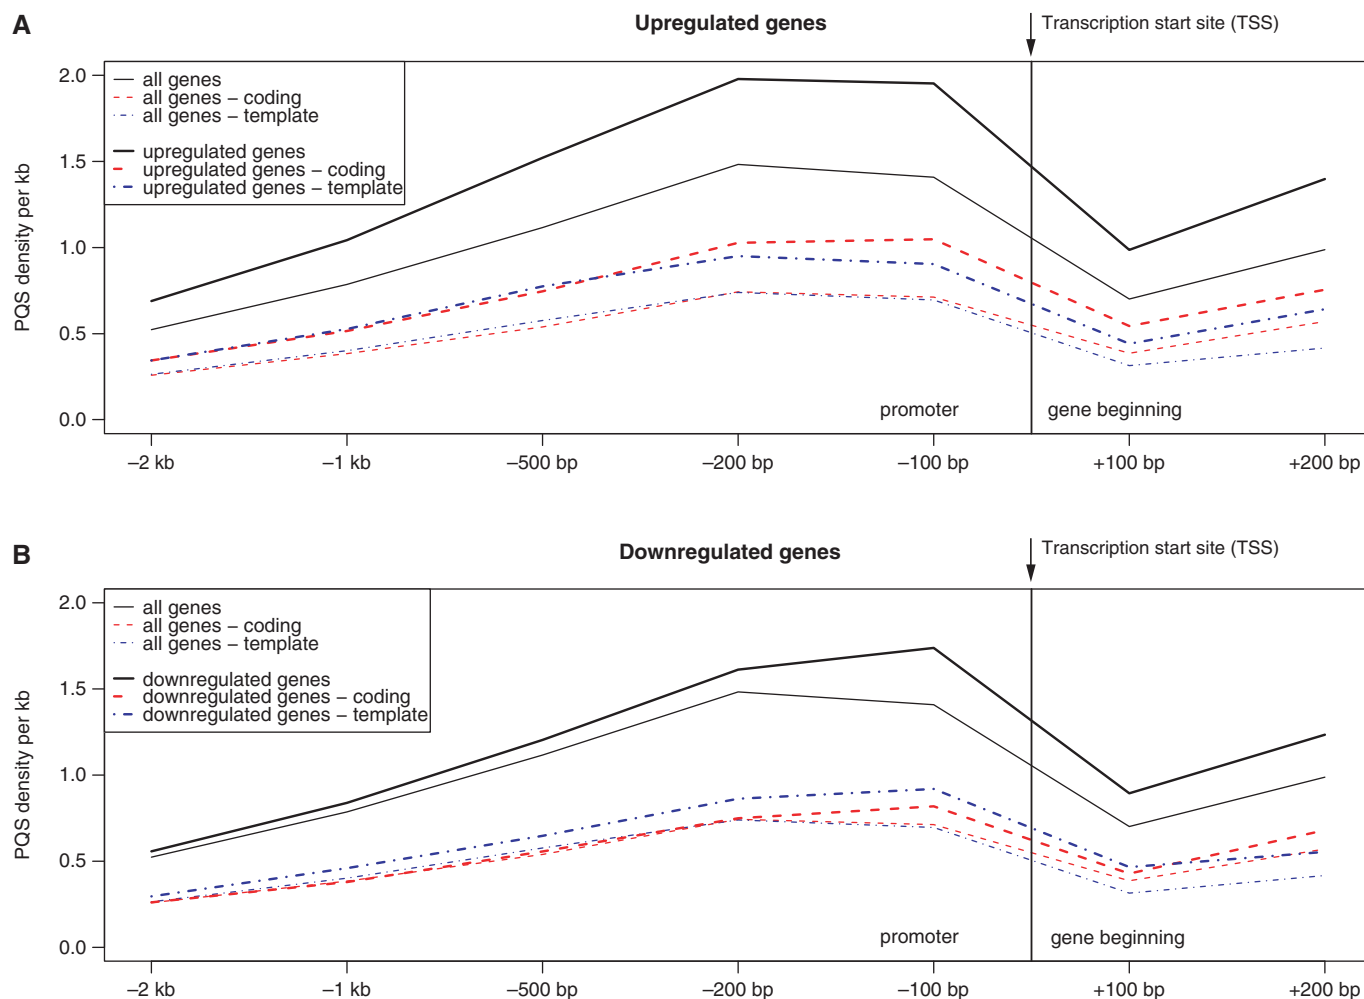 A
Upregulated genes
Transcription start site (TSS)
all genes
all genes – coding
all genes – template
upregulated genes
upregulated genes – coding
upregulated genes – template
PQS density per kb
2.0
1.5
1.0
0.5
0.0
promoter
gene beginning
–2 kb
–1 kb
–500 bp
–200 bp
–100 bp
+100 bp
+200 bp
B
Downregulated genes
Transcription start site (TSS)
all genes
all genes – coding
all genes – template
downregulated genes
downregulated genes – coding
downregulated genes – template
PQS density per kb
2.0
1.5
1.0
0.5
0.0
promoter
gene beginning
–2 kb
–1 kb
–500 bp
–200 bp
–100 bp
+100 bp
+200 bp